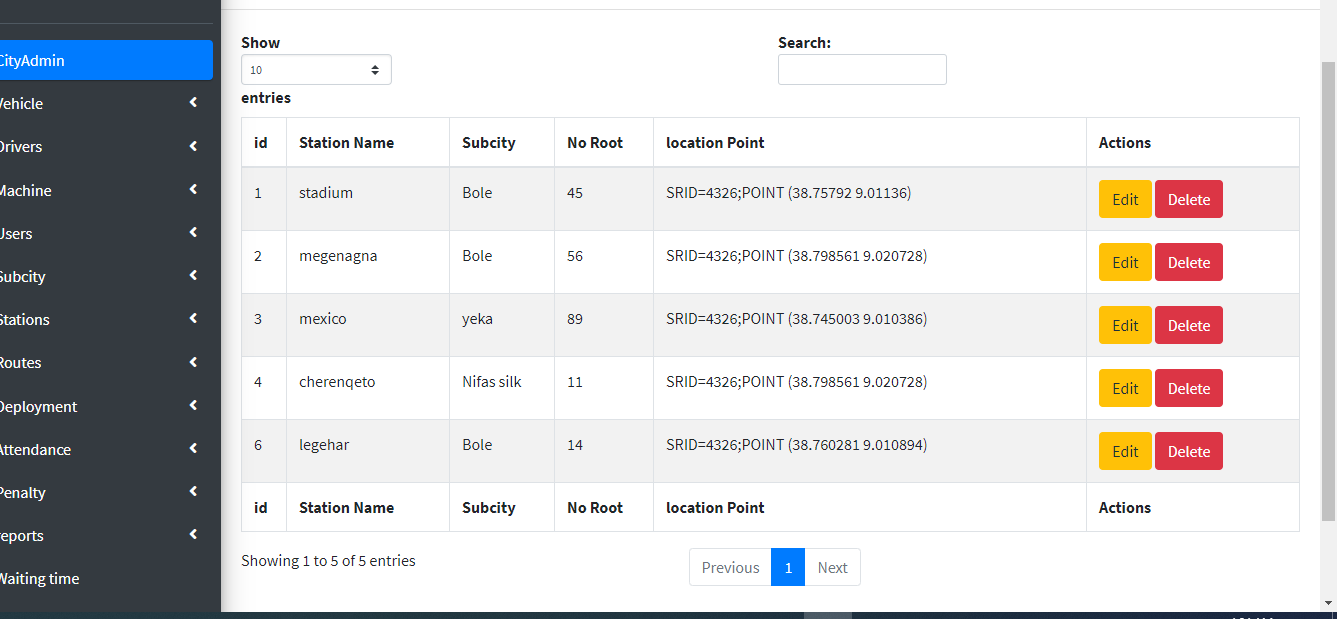 CityAdmin
Vehicle
Drivers
Machine
Users
Subcity
Stations
Routes
Deployment
Attendance
Penalty
reports
Waiting time
Show
10
entries
Search:
id Station Name Subcity No Root location Point Actions
1 stadium Bole 45 SRID=4326;POINT (38.75792 9.01136) Edit Delete
2 megenagna Bole 56 SRID=4326;POINT (38.798561 9.020728) Edit Delete
3 mexico yeka 89 SRID=4326;POINT (38.745003 9.010386) Edit Delete
4 cherenqeto Nifas silk 11 SRID=4326;POINT (38.798561 9.020728) Edit Delete
6 legehar Bole 14 SRID=4326;POINT (38.760281 9.010894) Edit Delete
id Station Name Subcity No Root location Point Actions
Showing 1 to 5 of 5 entries
Previous 1 Next